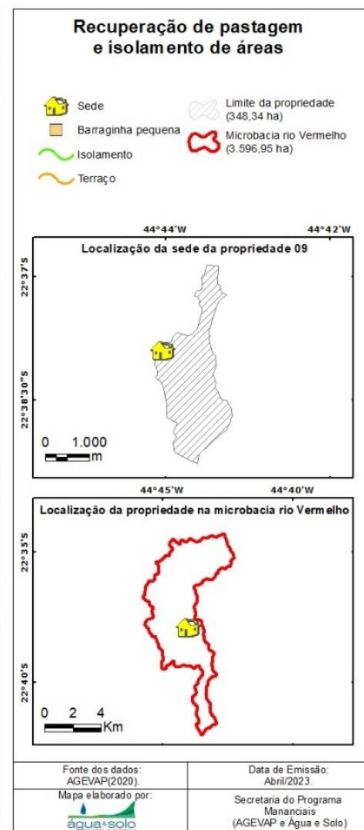 Recuperação de pastagem
e isolamento de áreas
Sede
Barraginha pequena
Isolamento
Terraço
Limite da propriedade
(348,34 ha)
Microbacia rio Vermelho
(3.596,95 ha)
44°44'W 44°42'W
Localização da sede da propriedade 09
22°37'S
22°38'30"S
0 1.000
m
44°45'W 44°40'W
Localização da propriedade na microbacia rio Vermelho
22°35'S
22°40'S
0 2 4
Km
Fonte dos dados:
AGEVAP(2020).
Data de Emissão:
Abril/2023.
Mapa elaborado por:
água&solo
Secretaria do Programa
Mananciais
(AGEVAP e Água e Solo)